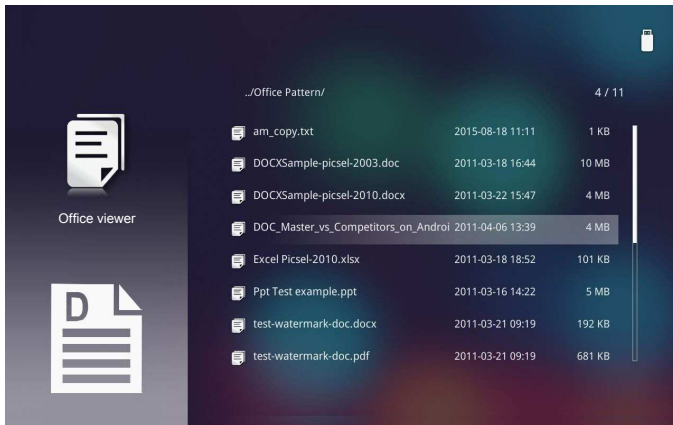 ../Office Pattern/ 4 / 11
am_copy.txt 2015-08-18 11:11 1 KB
DOCXSample-picsel-2003.doc 2011-03-18 16:44 10 MB
DOCXSample-picsel-2010.docx 2011-03-22 15:47 4 MB
Office viewer
DOC_Master_vs_Competitors_on_Androi 2011-04-06 13:39 4 MB
Excel Picsel-2010.xlsx 2011-03-18 18:52 101 KB
Ppt Test example.ppt 2011-03-16 14:22 5 MB
D
test-watermark-doc.docx 2011-03-21 09:19 192 KB
test-watermark-doc.pdf 2011-03-21 09:19 681 KB